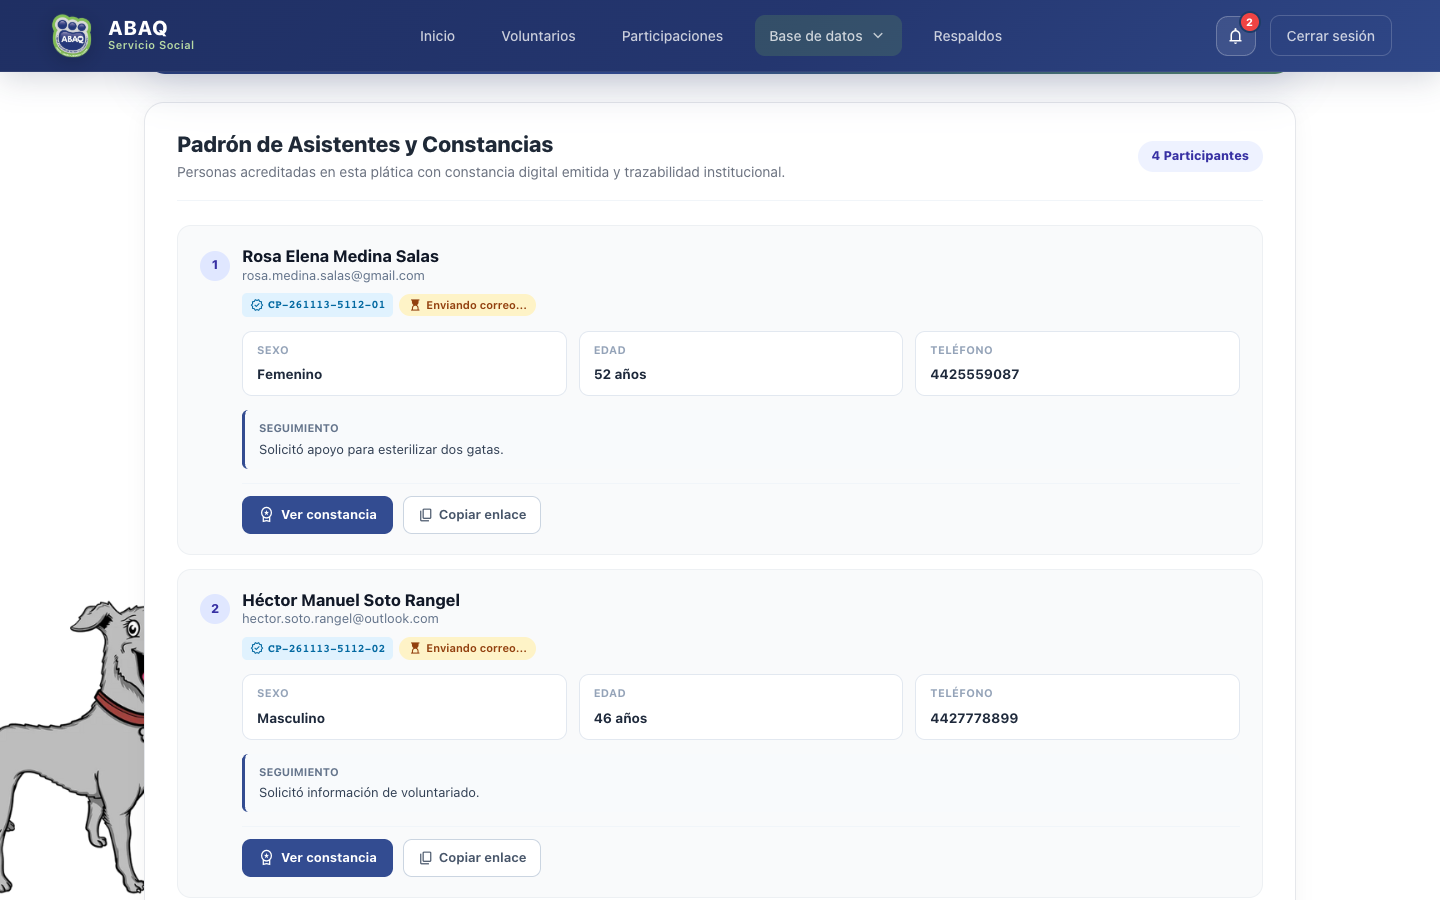 ABAQ
Servicio Social
Inicio
Voluntarios
Participaciones
Base de datos
Respaldos
2
Cerrar sesión
Padrón de Asistentes y Constancias
Personas acreditadas en esta plática con constancia digital emitida y trazabilidad institucional.
4 Participantes
1
Rosa Elena Medina Salas
rosa.medina.salas@gmail.com
CP-261113-5112-01
Enviando correo...
SEXO
Femenino
EDAD
52 años
TELÉFONO
4425559087
SEGUIMIENTO
Solicitó apoyo para esterilizar dos gatas.
Ver constancia
Copiar enlace
2
Héctor Manuel Soto Rangel
hector.soto.rangel@outlook.com
CP-261113-5112-02
Enviando correo...
SEXO
Masculino
EDAD
46 años
TELÉFONO
4427778899
SEGUIMIENTO
Solicitó información de voluntariado.
Ver constancia
Copiar enlace